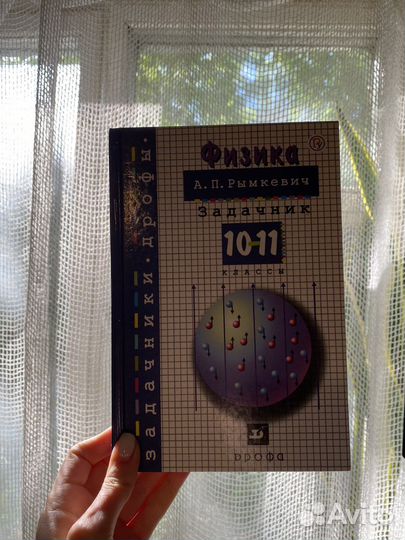 задачники·дрофы·
Физика
А.П.Рымкевич
Задачник
10-11
классы
дрофа
Avito